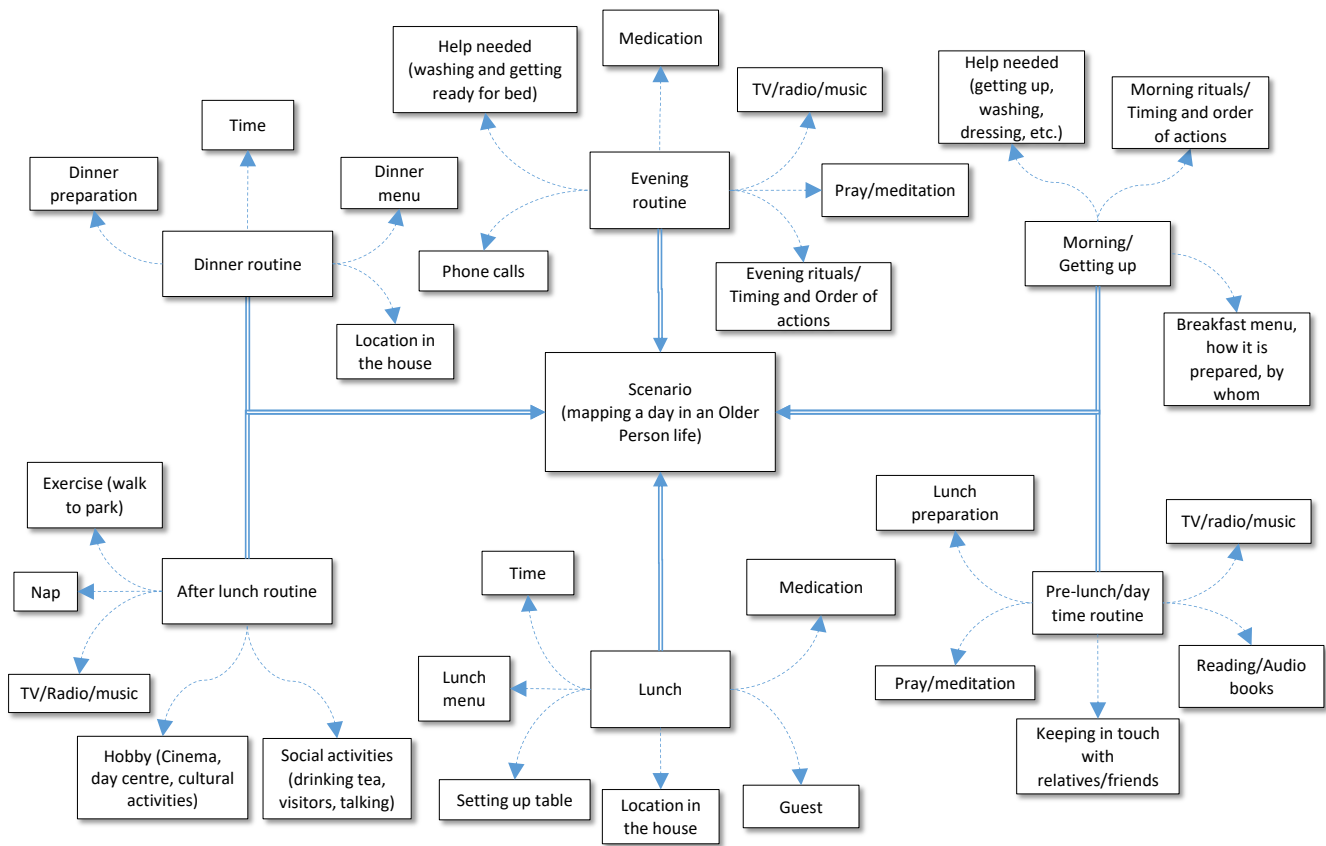 Help needed
(washing and getting
ready for bed)
Medication
TV/radio/music
Pray/meditation
Evening rituals/
Timing and Order of
actions
Phone calls
Evening
routine
Time
Dinner
preparation
Dinner
menu
Dinner routine
Location in
the house
Help needed
(getting up,
washing,
dressing, etc.)
Morning rituals/
Timing and order
of actions
Morning/
Getting up
Breakfast menu,
how it is
prepared, by
whom
Scenario
(mapping a day in an Older
Person life)
Exercise (walk
to park)
Nap
After lunch routine
TV/Radio/music
Hobby (Cinema,
day centre, cultural
activities)
Social activities
(drinking tea,
visitors, talking)
Time
Medication
Lunch
menu
Lunch
Setting up table
Location in
the house
Guest
Lunch
preparation
TV/radio/music
Pre-lunch/day
time routine
Pray/meditation
Reading/Audio
books
Keeping in touch
with
relatives/friends